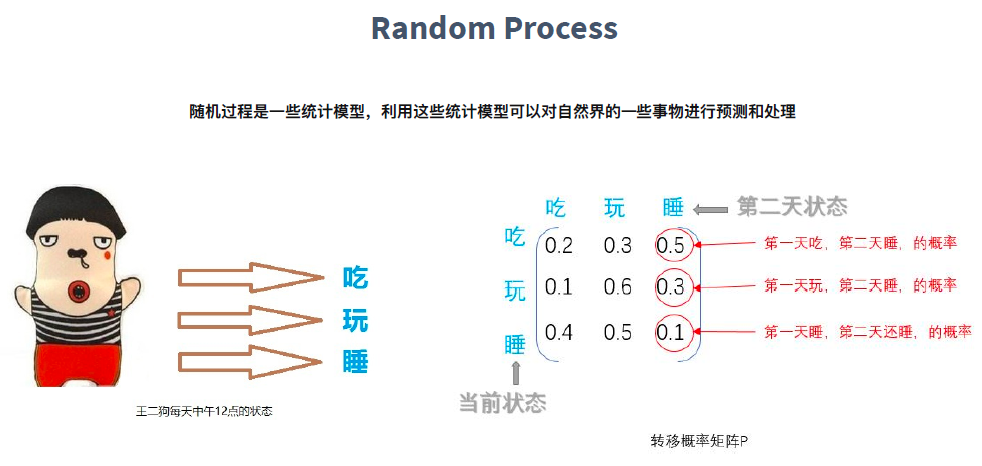 Random Process
随机过程是一些统计模型，利用这些统计模型可以对自然界的一些事物进行预测和处理
吃
玩
睡
王二狗每天中午12点的状态
吃 玩 睡 第二天状态
吃 0.2 0.3 0.5 第一天吃，第二天睡，的概率
玩 0.1 0.6 0.3 第一天玩，第二天睡，的概率
睡 0.4 0.5 0.1 第一天睡，第二天还睡，的概率
当前状态
转移概率矩阵P